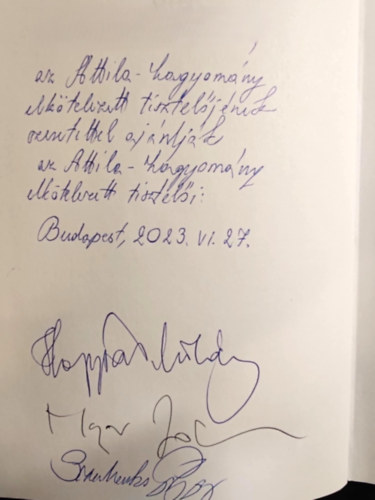 az Attila-hagyomány
elkötelezett tisztelőjének
szeretettel ajánlják
az Attila-hagyomány
elkötelezett tisztelői:
Budapest, 2023. VI. 27.